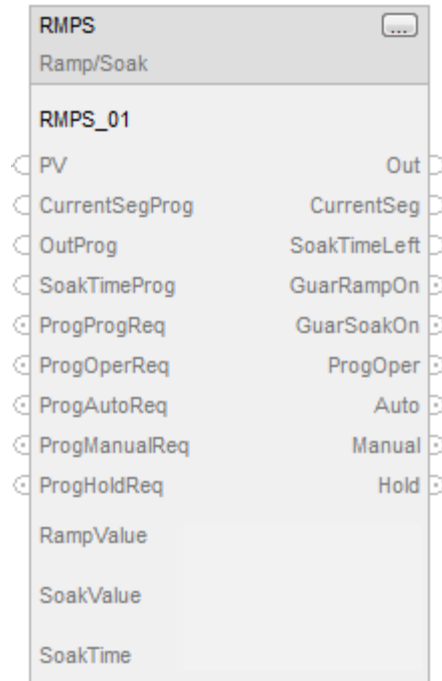 RMPS ...
Ramp/Soak
RMPS_01
PV Out
CurrentSegProg CurrentSeg
OutProg SoakTimeLeft
SoakTimeProg GuarRampOn
ProgProgReq GuarSoakOn
ProgOperReq ProgOper
ProgAutoReq Auto
ProgManualReq Manual
ProgHoldReq Hold
RampValue
SoakValue
SoakTime